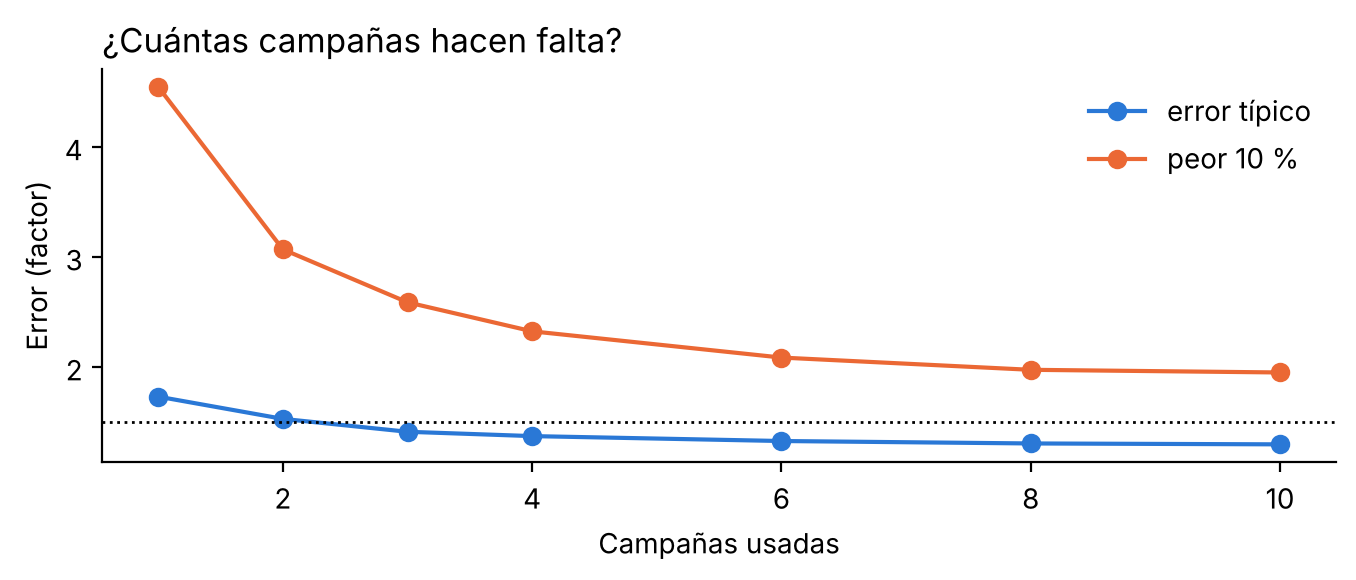 ¿Cuántas campañas hacen falta?
error típico
peor 10 %
Error (factor)
4
3
2
2
4
6
8
10
Campañas usadas